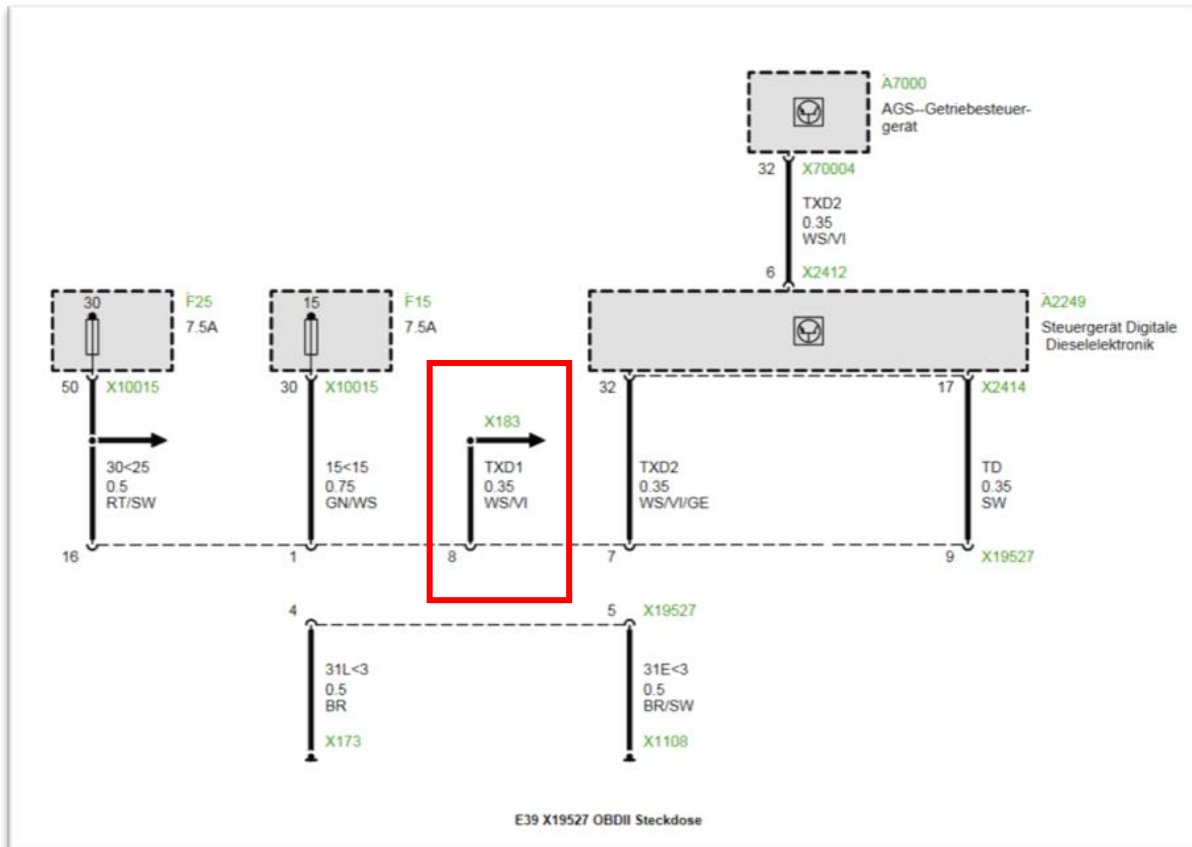 A7000
AGS--Getriebesteuer-
gerät
32 X70004
TXD2
0.35
WS/VI
6 X2412
30
F25
7.5A
15
F15
7.5A
A2249
Steuergerät Digitale
Dieselelektronik
50 X10015
30 X10015
32
17 X2414
X183
30<25
0.5
RT/SW
15<15
0.75
GN/WS
TXD1
0.35
WS/VI
TXD2
0.35
WS/VI/GE
TD
0.35
SW
16
1
8
7
9 X19527
4
5 X19527
31L<3
0.5
BR
31E<3
0.5
BR/SW
X173
X1108
E39 X19527 OBDII Steckdose